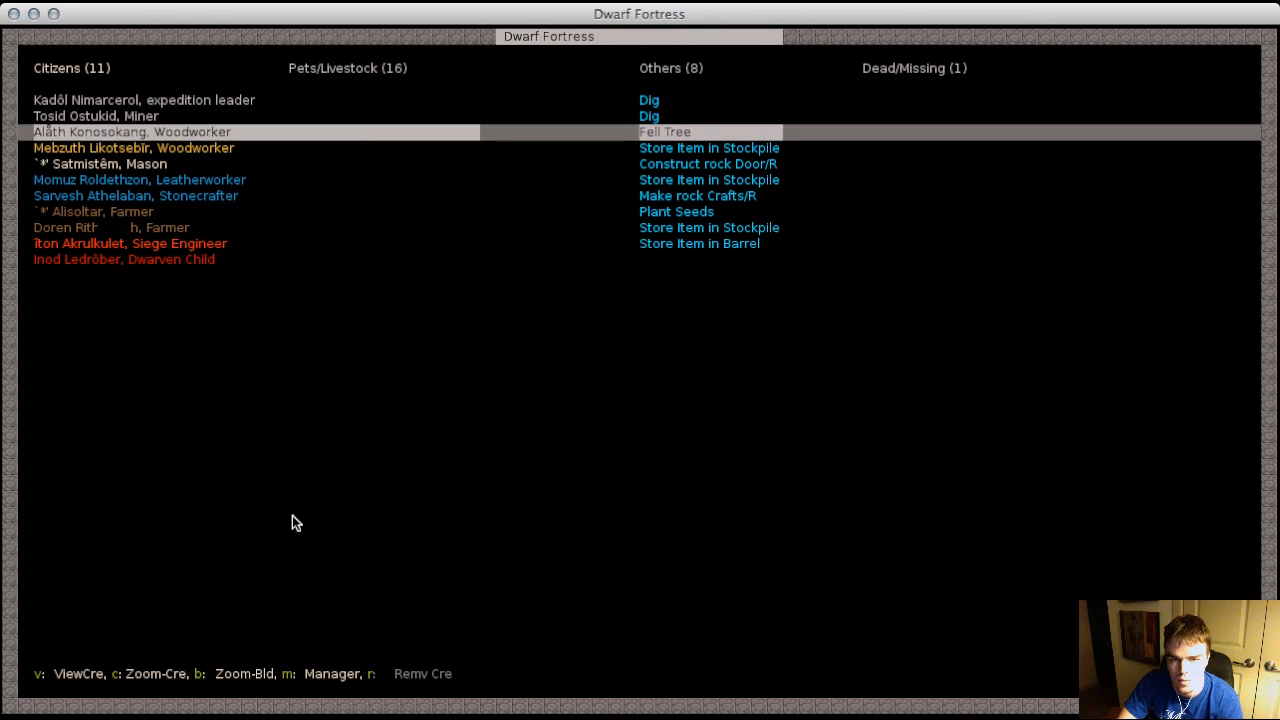 Dwarf Fortress
Dwarf Fortress
Citizens (11) Pets/Livestock (16) Others (8) Dead/Missing (1)
Kadôl Nimarcerol, expedition leader Dig
Tosid Ostukid, Miner Dig
Alåth Konosokang, Woodworker Fell Tree
Mebzuth Likotsebîr, Woodworker Store Item in Stockpile
`*' Satmistêm, Mason Construct rock Door/R
Momuz Roldethzon, Leatherworker Store Item in Stockpile
Sarvesh Athelaban, Stonecrafter Make rock Crafts/R
`*' Alisoltar, Farmer Plant Seeds
Doren Rith h, Farmer Store Item in Stockpile
Îton Akrulkulet, Siege Engineer Store Item in Barrel
Inod Ledrôber, Dwarven Child
v: ViewCre, c: Zoom-Cre, b: Zoom-Bld, m: Manager, r: Remv Cre